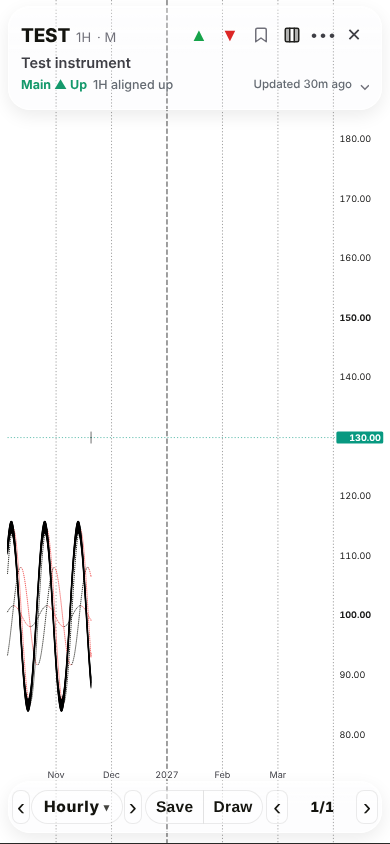 TEST 1H · M
Test instrument
Main ▲ Up 1H aligned up Updated 30m ago
180.00
170.00
160.00
150.00
140.00
130.00
120.00
110.00
100.00
90.00
80.00
Nov Dec 2027 Feb Mar
‹ Hourly ▾ › Save Draw ‹ 1/1 ›